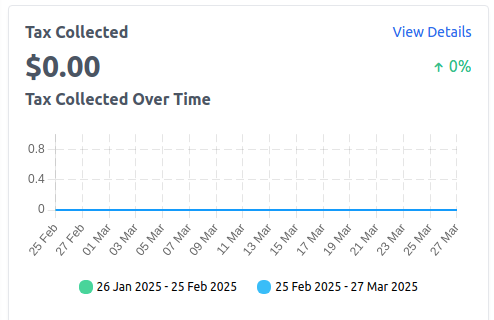 Tax Collected
View Details
$0.00
↑ 0%
Tax Collected Over Time
0.8
0.4
0
25 Feb
27 Feb
01 Mar
03 Mar
05 Mar
07 Mar
09 Mar
11 Mar
13 Mar
15 Mar
17 Mar
19 Mar
21 Mar
23 Mar
25 Mar
27 Mar
26 Jan 2025 - 25 Feb 2025
25 Feb 2025 - 27 Mar 2025